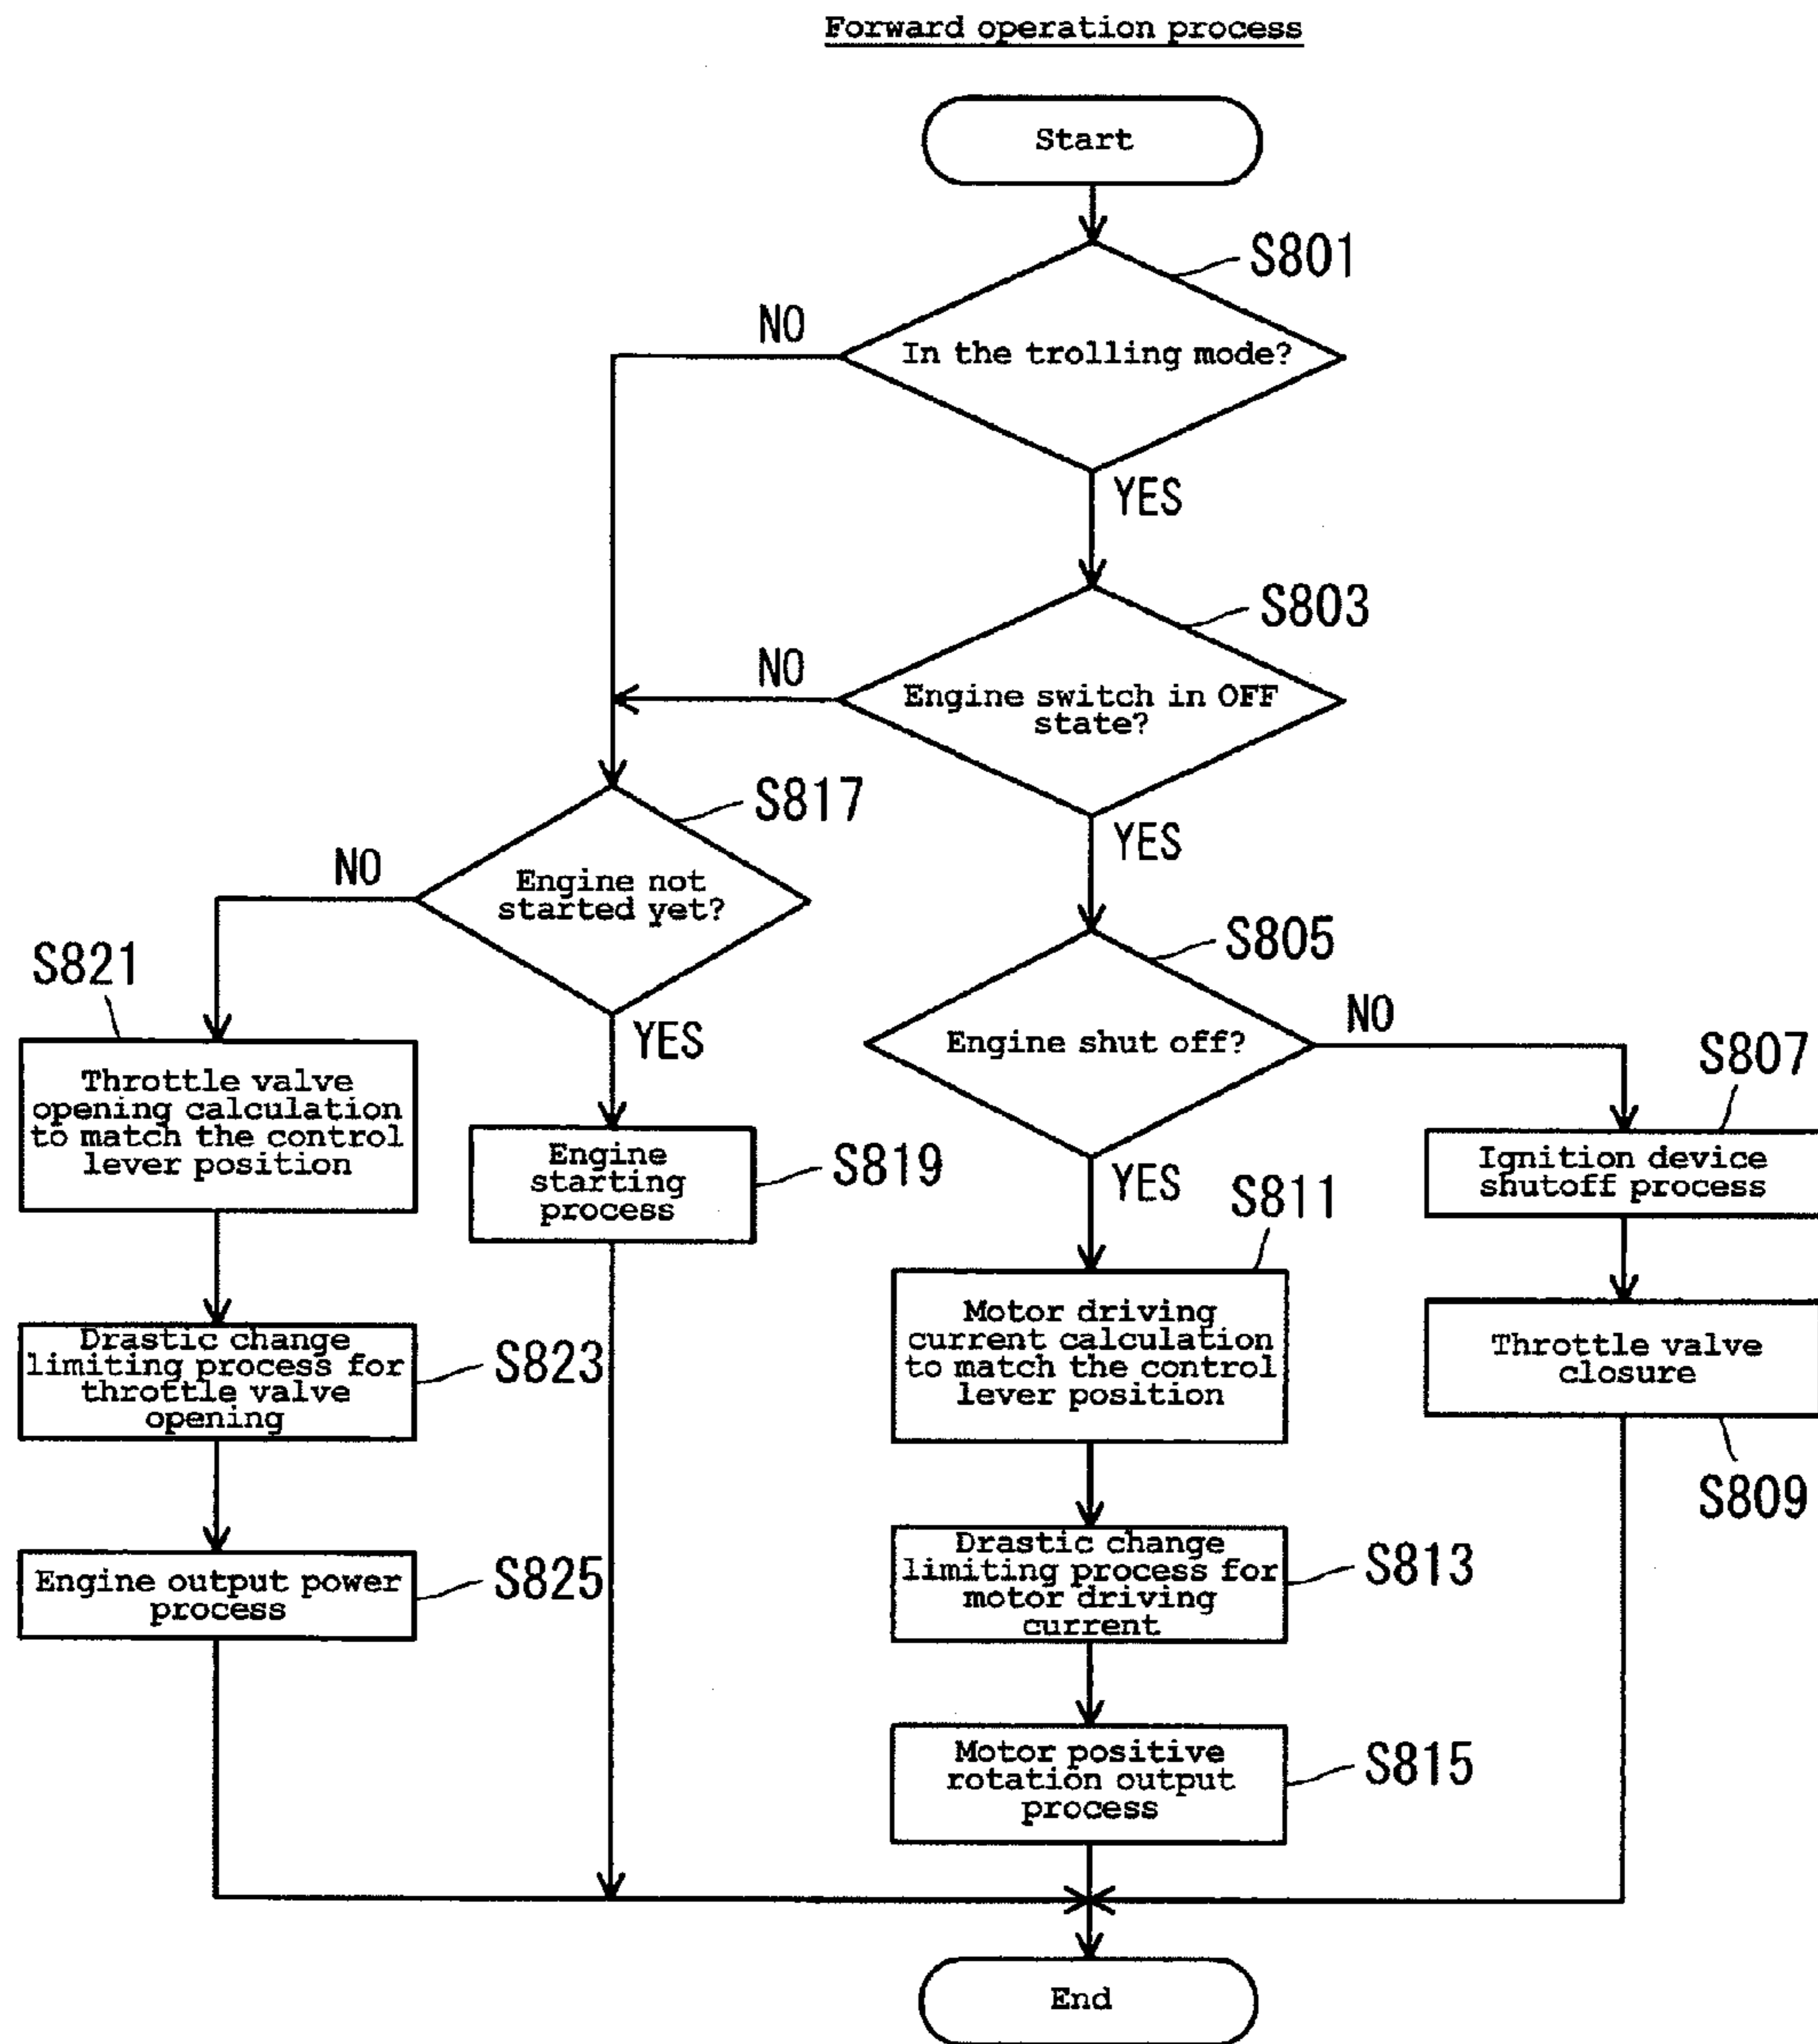 Forward operation process
Start
S801
NO
In the trolling mode?
YES
S803
NO
Engine switch in OFF
state?
S817
YES
NO
Engine not
started yet?
S805
S821
YES
Engine shut off?
NO
S807
Throttle valve
opening calculation
to match the control
lever position
Engine
starting
process
S819
YES
S811
Ignition device
shutoff process
Motor driving
current calculation
to match the control
lever position
Throttle valve
closure
S809
Drastic change
limiting process for
throttle valve
opening
S823
Drastic change
limiting process for
motor driving
current
S813
Engine output power
process
S825
Motor positive
rotation output
process
S815
End